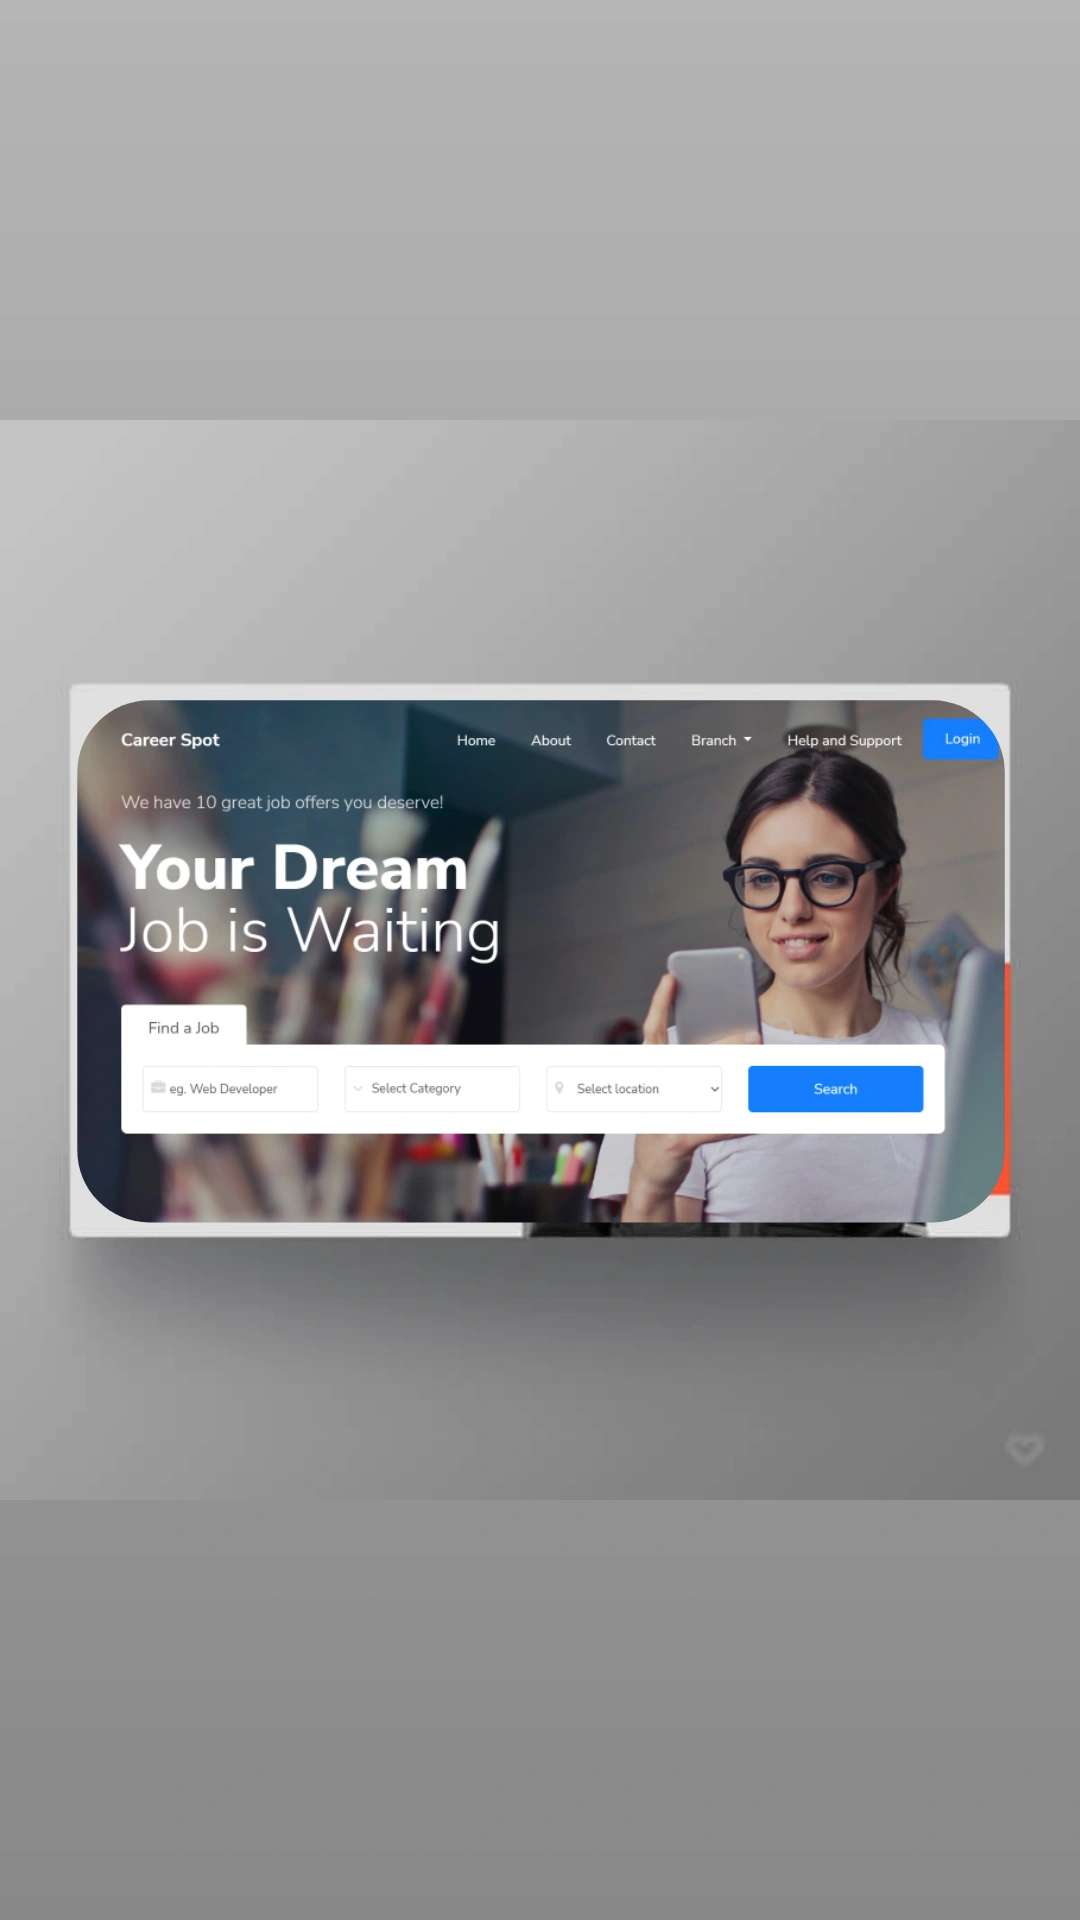 Career Spot
Home About Contact Branch Help and Support Login
We have 10 great job offers you deserve!
Your Dream
Job is Waiting
Find a Job
eg. Web Developer Select Category Select location Search